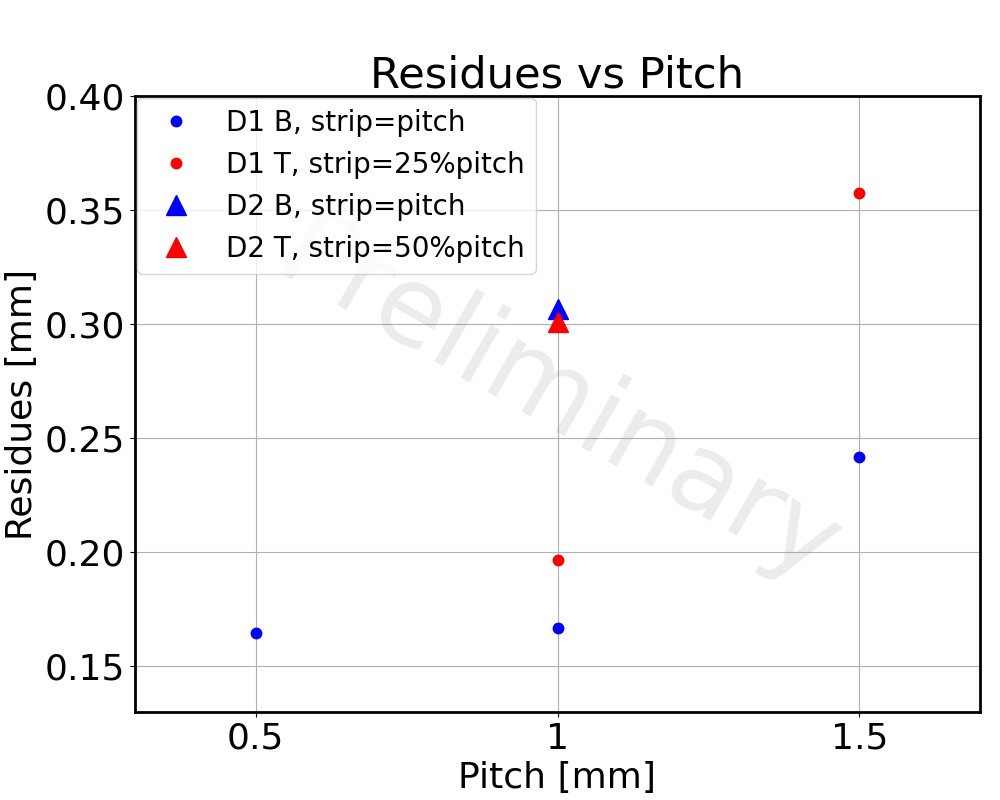 Residues vs Pitch
0.40
0.35
0.30
0.25
0.20
0.15
Residues [mm]
D1 B, strip=pitch
D1 T, strip=25%pitch
D2 B, strip=pitch
D2 T, strip=50%pitch
Preliminary
0.5 1 1.5
Pitch [mm]